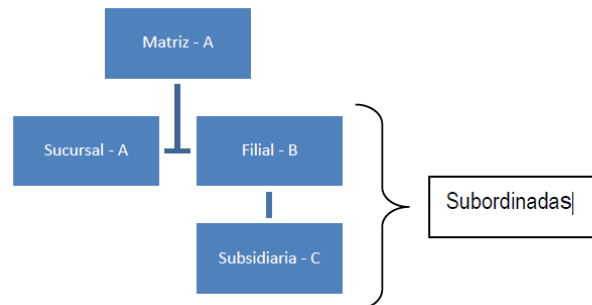 Matriz - A
Sucursal - A
Filial - B
Subsidiaria - C
Subordinadas